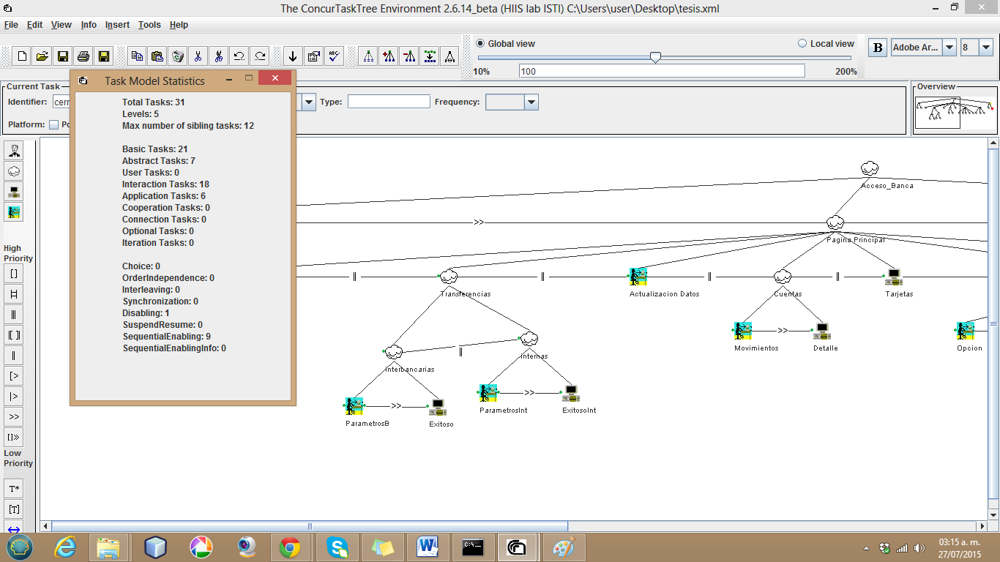 The ConcurTaskTree Environment 2.6.14_beta (HIIS lab ISTI) C:\Users\user\Desktop\tesis.xml
File Edit View Info Insert Tools Help
Global view
Local view
10%
100
200%
B
Adobe Ar...
8
Current Task
Identifier:
Type:
Frequency:
Platform:
Overview
Task Model Statistics
Total Tasks: 31
Levels: 5
Max number of sibling tasks: 12
Basic Tasks: 21
Abstract Tasks: 7
User Tasks: 0
Interaction Tasks: 18
Application Tasks: 6
Cooperation Tasks: 0
Connection Tasks: 0
Optional Tasks: 0
Iteration Tasks: 0
Choice: 0
OrderIndependence: 0
Interleaving: 0
Synchronization: 0
Disabling: 1
SuspendResume: 0
SequentialEnabling: 9
SequentialEnablingInfo: 0
High
Priority
[]
|=|
|||
|[]|
||
[>
|>
>>
[]>>
Low
Priority
T*
[T]
Acceso_Banca
>>
Pagina Principal
|| || || ||
Transferencias
Actualizacion Datos
Cuentas
Tarjetas
>>
Movimientos
Detalle
Opcion
||
interbancarias
internas
>>
ParametrosInt
ExitosoInt
>>
ParametrosB
Exitoso
03:15 a. m.
27/07/2015